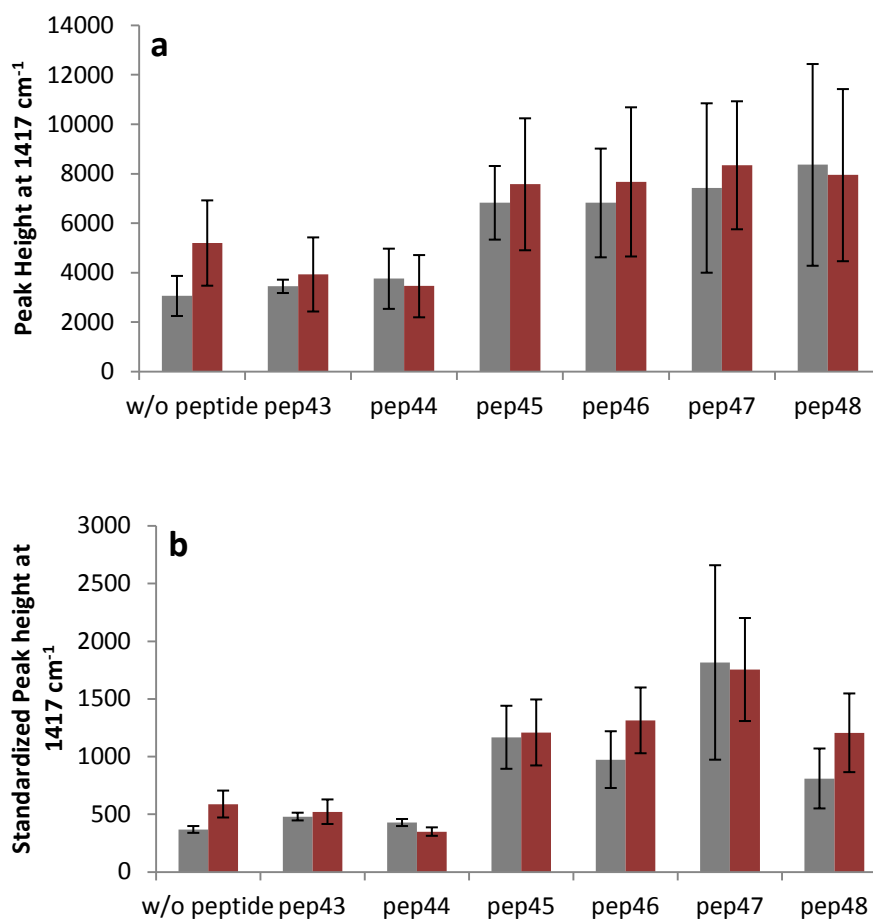 a
Peak Height at 1417 cm⁻¹
14000
12000
10000
8000
6000
4000
2000
0
w/o peptide pep43 pep44 pep45 pep46 pep47 pep48
b
Standardized Peak height at
1417 cm⁻¹
3000
2500
2000
1500
1000
500
0
w/o peptide pep43 pep44 pep45 pep46 pep47 pep48